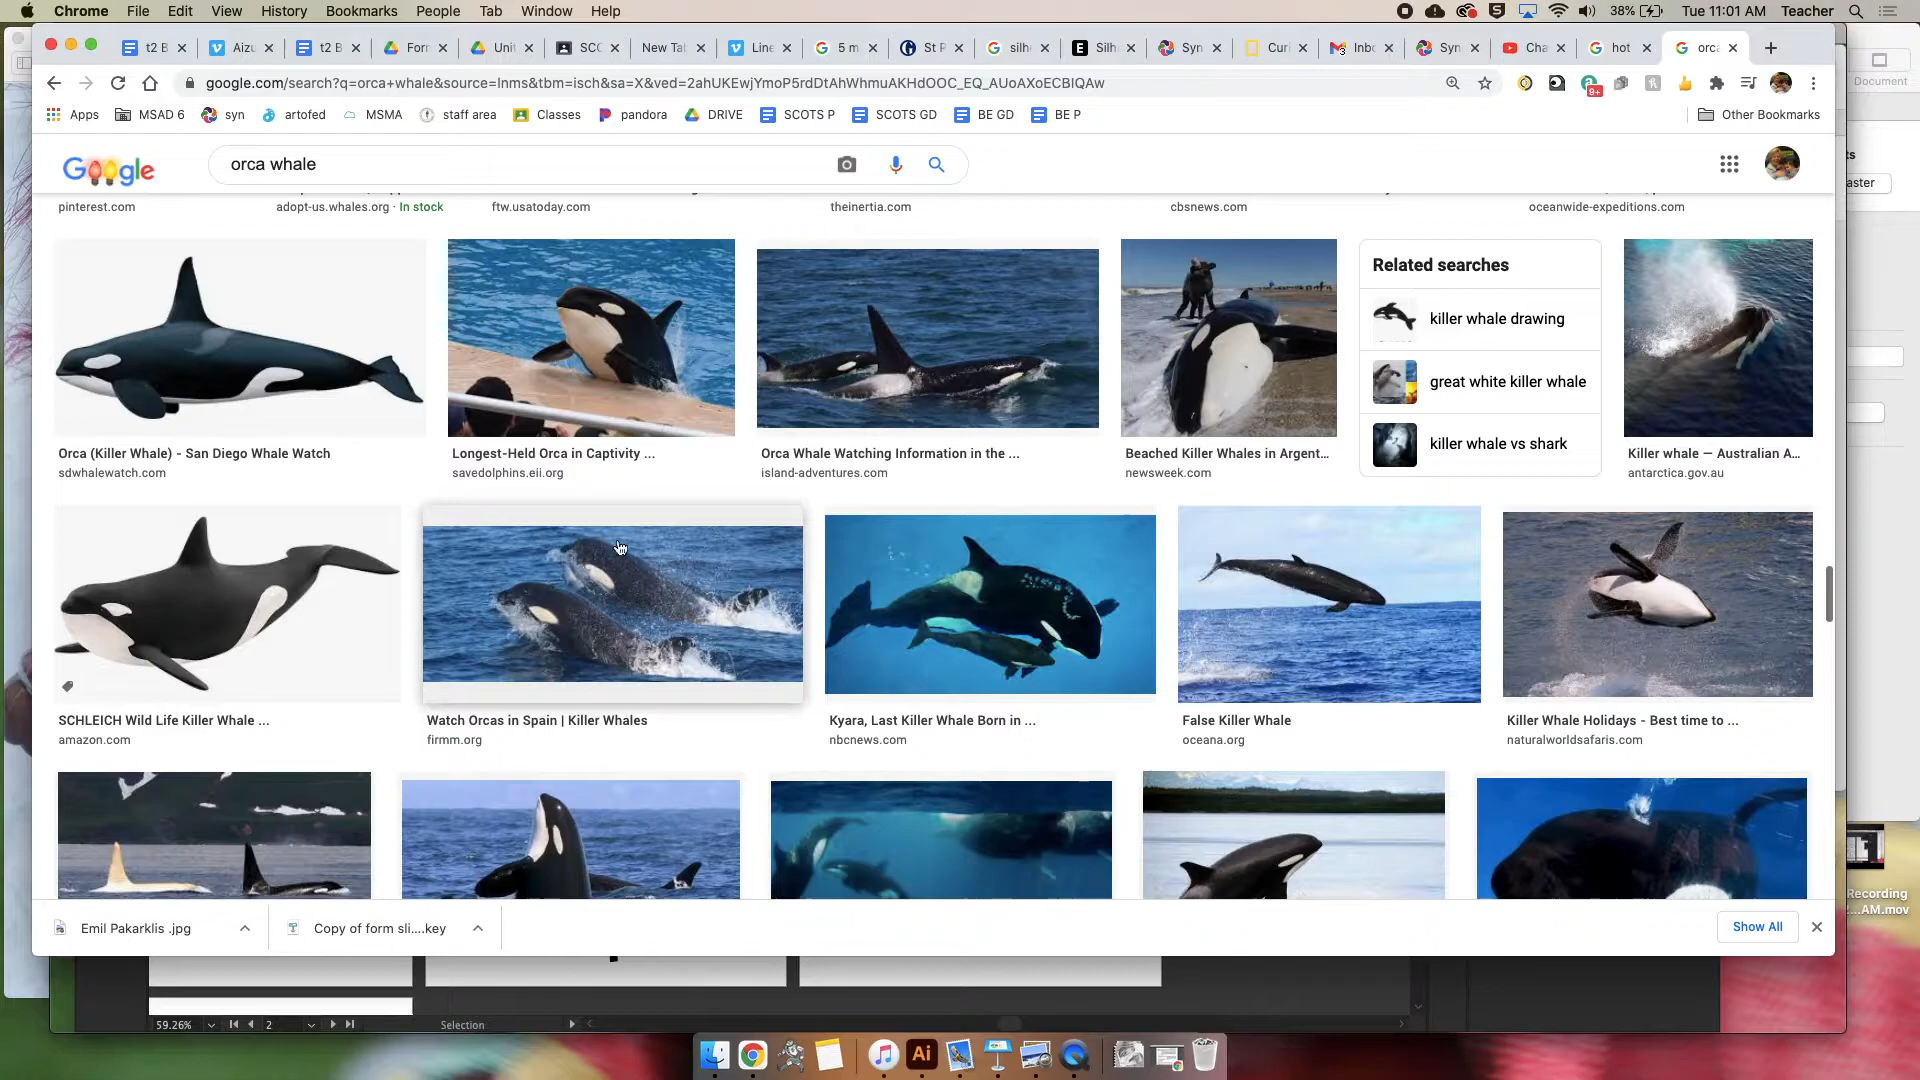 Chrome File Edit View History Bookmarks People Tab Window Help 38% Tue 11:01 AM Teacher
t2 B Aizu t2 B Forn Unit SCC New Tab Line 5 m St P silh Silh Syn Curi Inbo Syn Cha hot orca
google.com/search?q=orca+whale&source=lnms&tbm=isch&sa=X&ved=2ahUKEwjYmoP5rdDtAhWhmuAKHdOOC_EQ_AUoAXoECBIQAw
9+
Document
Apps MSAD 6 syn artofed MSMA staff area Classes pandora DRIVE SCOTS P SCOTS GD BE GD BE P Other Bookmarks
Google orca whale
aster
pinterest.com adopt-us.whales.org · In stock ftw.usatoday.com theinertia.com cbsnews.com oceanwide-expeditions.com
Related searches
killer whale drawing
great white killer whale
killer whale vs shark
Orca (Killer Whale) - San Diego Whale Watch Longest-Held Orca in Captivity ... Orca Whale Watching Information in the ... Beached Killer Whales in Argent... Killer whale — Australian A...
sdwhalewatch.com savedolphins.eii.org island-adventures.com newsweek.com antarctica.gov.au
SCHLEICH Wild Life Killer Whale ... Watch Orcas in Spain | Killer Whales Kyara, Last Killer Whale Born in ... False Killer Whale Killer Whale Holidays - Best time to ...
amazon.com firmm.org nbcnews.com oceana.org naturalworldsafaris.com
Recording
...AM.mov
Emil Pakarklis .jpg Copy of form sli....key Show All
59.26% 2 Selection
Ai